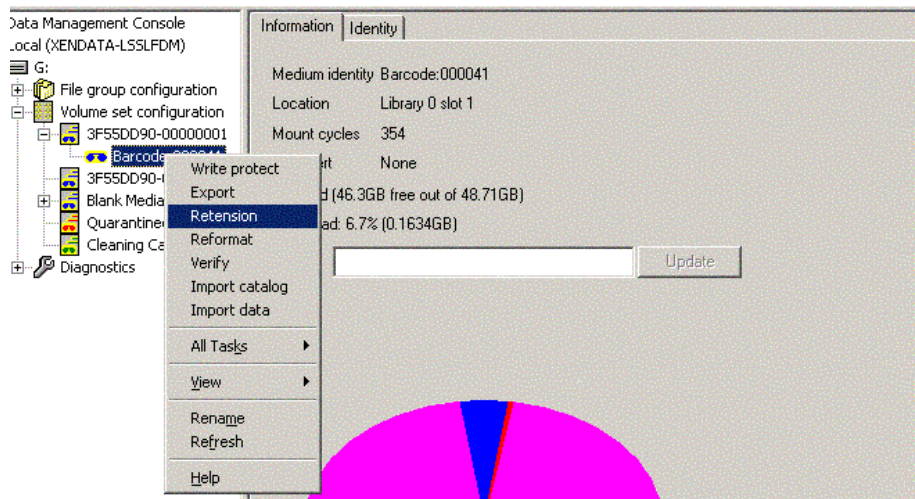 Data Management Console
Local (XENDATA-LSSLFDM)
G:
File group configuration
Volume set configuration
3F55DD90-00000001
Barcode:000041
3F55DD90-
Blank Media
Quarantine
Cleaning Ca
Diagnostics
Write protect
Export
Retension
Reformat
Verify
Import catalog
Import data
All Tasks
View
Rename
Refresh
Help
Information
Identity
Medium identity Barcode:000041
Location Library 0 slot 1
Mount cycles 354
None
(46.3GB free out of 48.71GB)
6.7% (0.1634GB)
Update